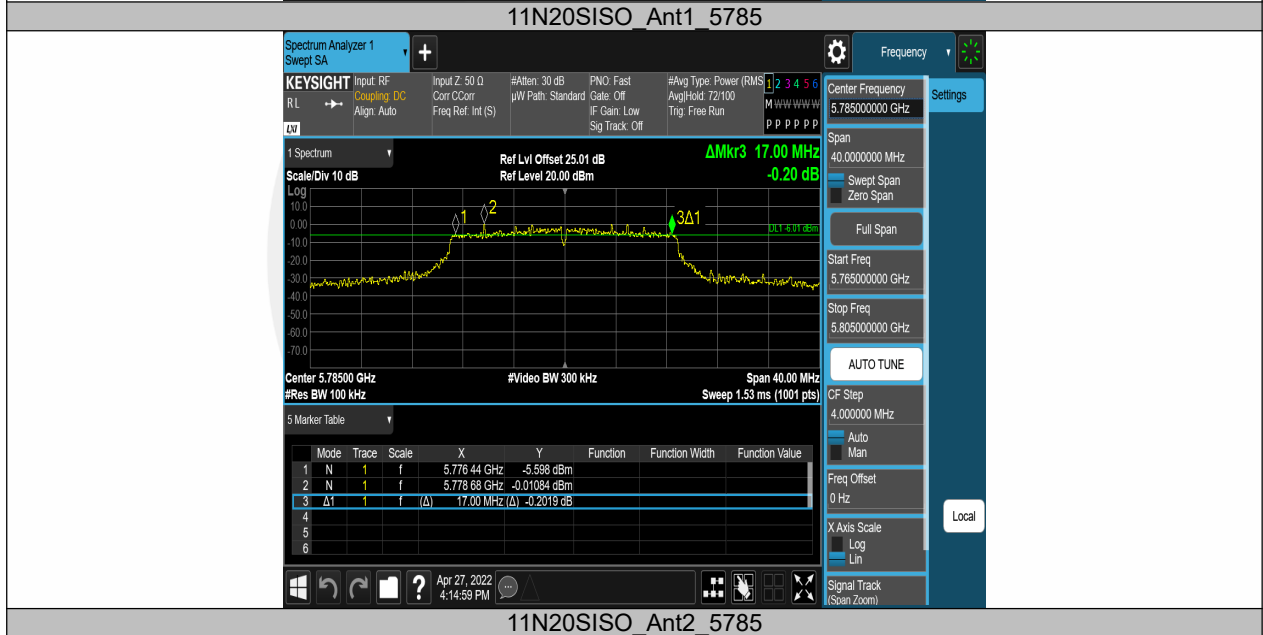 11N20SISO_Ant1_5785
Spectrum Analyzer 1
Swept SA
+
Frequency
KEYSIGHT
RL
LXI
Input: RF
Coupling: DC
Align: Auto
Input Z: 50 Ω
Corr CCorr
Freq Ref: Int (S)
#Atten: 30 dB
µW Path: Standard
PNO: Fast
Gate: Off
IF Gain: Low
Sig Track: Off
#Avg Type: Power (RMS
Avg|Hold: 72/100
Trig: Free Run
1 2 3 4 5 6
M W W W W W
P P P P P P
Center Frequency
5.785000000 GHz
Settings
Span
40.0000000 MHz
Swept Span
Zero Span
Full Span
Start Freq
5.765000000 GHz
Stop Freq
5.805000000 GHz
AUTO TUNE
CF Step
4.000000 MHz
Auto
Man
Freq Offset
0 Hz
X Axis Scale
Log
Lin
Signal Track
(Span Zoom)
Local
1 Spectrum
Scale/Div 10 dB
Ref Lvl Offset 25.01 dB
Ref Level 20.00 dBm
ΔMkr3 17.00 MHz
-0.20 dB
Log
10.0
0.00
-10.0
-20.0
-30.0
-40.0
-50.0
-60.0
-70.0
1
2
3Δ1
DL1 -6.01 dBm
Center 5.78500 GHz
#Video BW 300 kHz
Span 40.00 MHz
#Res BW 100 kHz
Sweep 1.53 ms (1001 pts)
5 Marker Table
Mode Trace Scale X Y Function Function Width Function Value
1 N 1 f 5.776 44 GHz -5.598 dBm
2 N 1 f 5.778 68 GHz -0.01084 dBm
3 Δ1 1 f (Δ) 17.00 MHz (Δ) -0.2019 dB
4
5
6
?
Apr 27, 2022
4:14:59 PM
11N20SISO_Ant2_5785